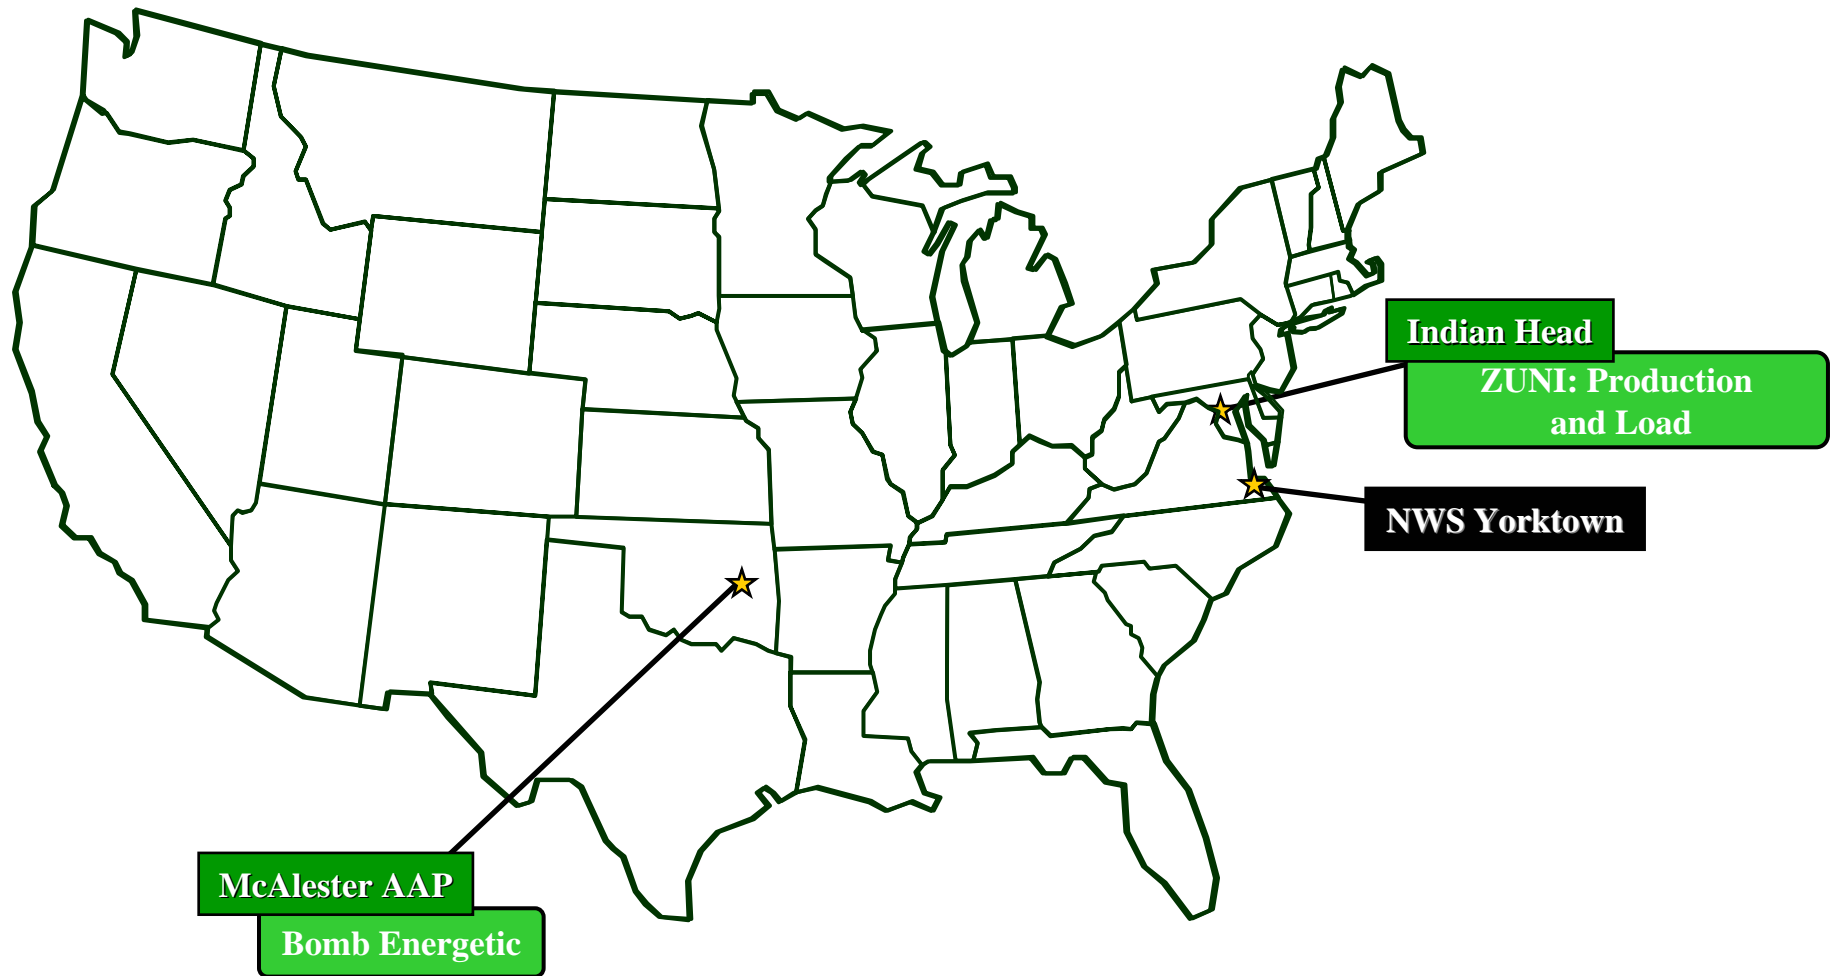 Indian Head
ZUNI: Production
and Load
NWS Yorktown
McAlester AAP
Bomb Energetic